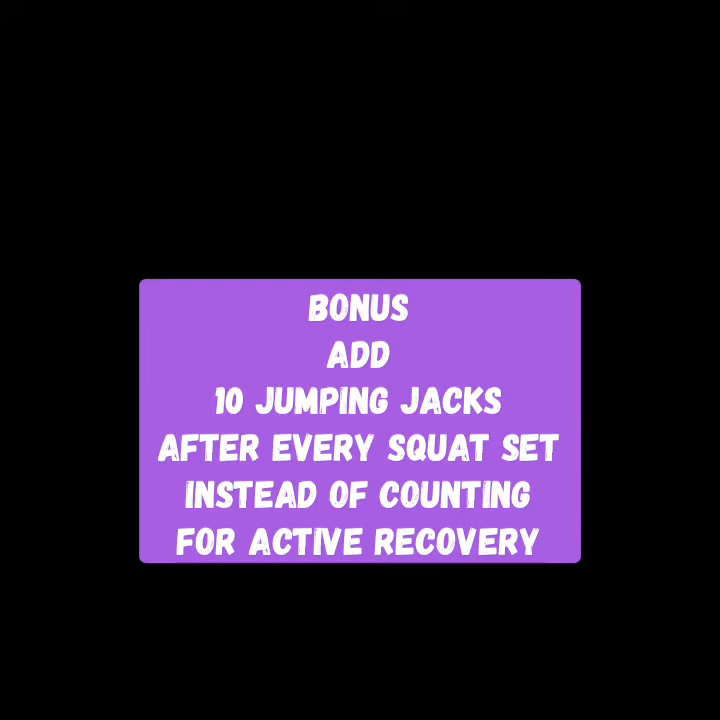 BONUS
ADD
10 JUMPING JACKS
AFTER EVERY SQUAT SET
INSTEAD OF COUNTING
FOR ACTIVE RECOVERY